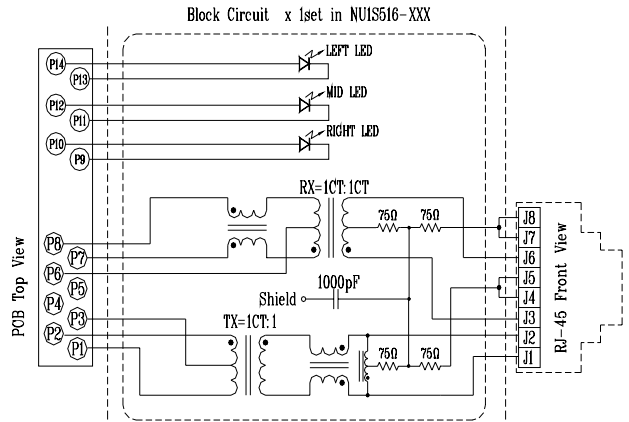 Block Circuit x 1set in NU1S516-XXX
P14
LEFT LED
P13
P12
MID LED
P11
P10
RIGHT LED
P9
RX=1CT:1CT
P8
75Ω 75Ω
J8
J7
P7
J6
P6
1000pF
J5
P5
Shield
J4
P4
P3
TX=1CT:1
J3
P2
J2
75Ω 75Ω
P1
J1
PCB Top View
RJ-45 Front View